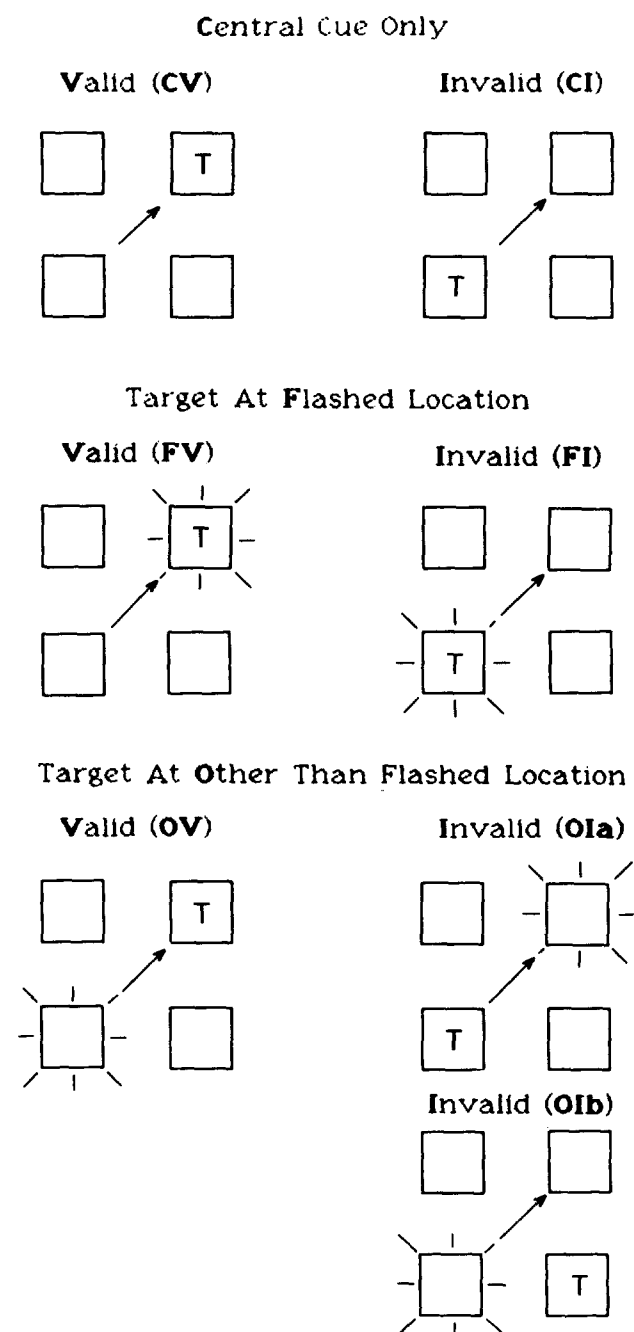 Central Cue Only
Valid (CV) Invalid (CI)
T
T
Target At Flashed Location
Valid (FV) Invalid (FI)
T
T
Target At Other Than Flashed Location
Valid (OV) Invalid (OIa)
T
T
Invalid (OIb)
T